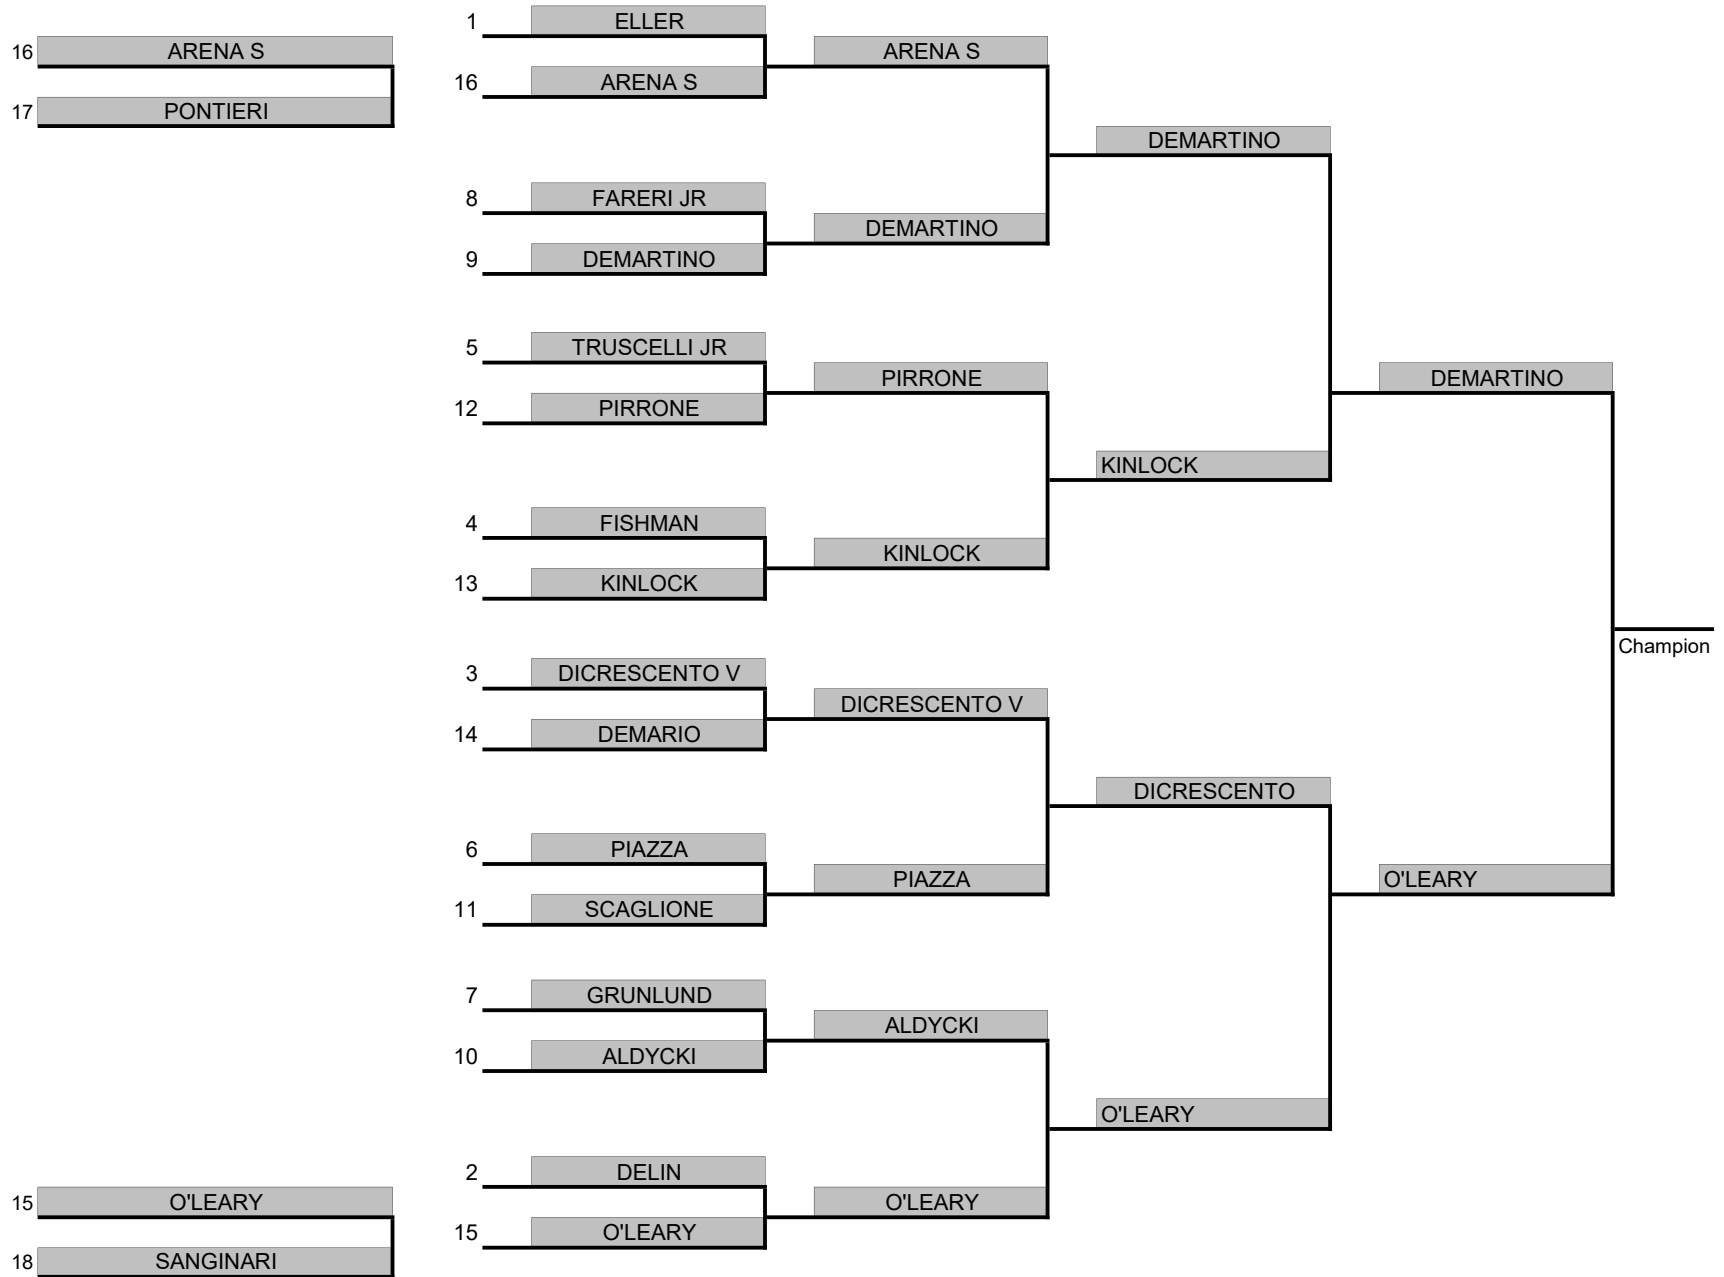 16 ARENA S
17 PONTIERI
1 ELLER
16 ARENA S
ARENA S
8 FARERI JR
9 DEMARTINO
DEMARTINO
DEMARTINO
5 TRUSCELLI JR
12 PIRRONE
PIRRONE
4 FISHMAN
13 KINLOCK
KINLOCK
KINLOCK
DEMARTINO
3 DICRESCENTO V
14 DEMARIO
DICRESCENTO V
6 PIAZZA
11 SCAGLIONE
PIAZZA
DICRESCENTO
7 GRUNLUND
10 ALDYCKI
ALDYCKI
2 DELIN
15 O'LEARY
O'LEARY
O'LEARY
O'LEARY
Champion
15 O'LEARY
18 SANGINARI